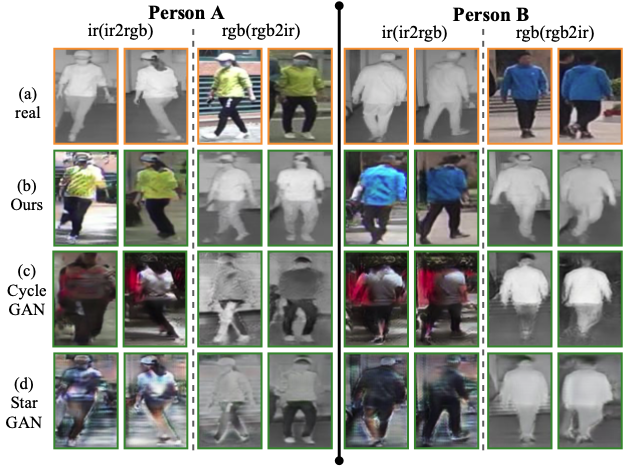 Person A
Person B
ir(ir2rgb)
rgb(rgb2ir)
ir(ir2rgb)
rgb(rgb2ir)
(a)
real
(b)
Ours
(c)
Cycle
GAN
(d)
Star
GAN